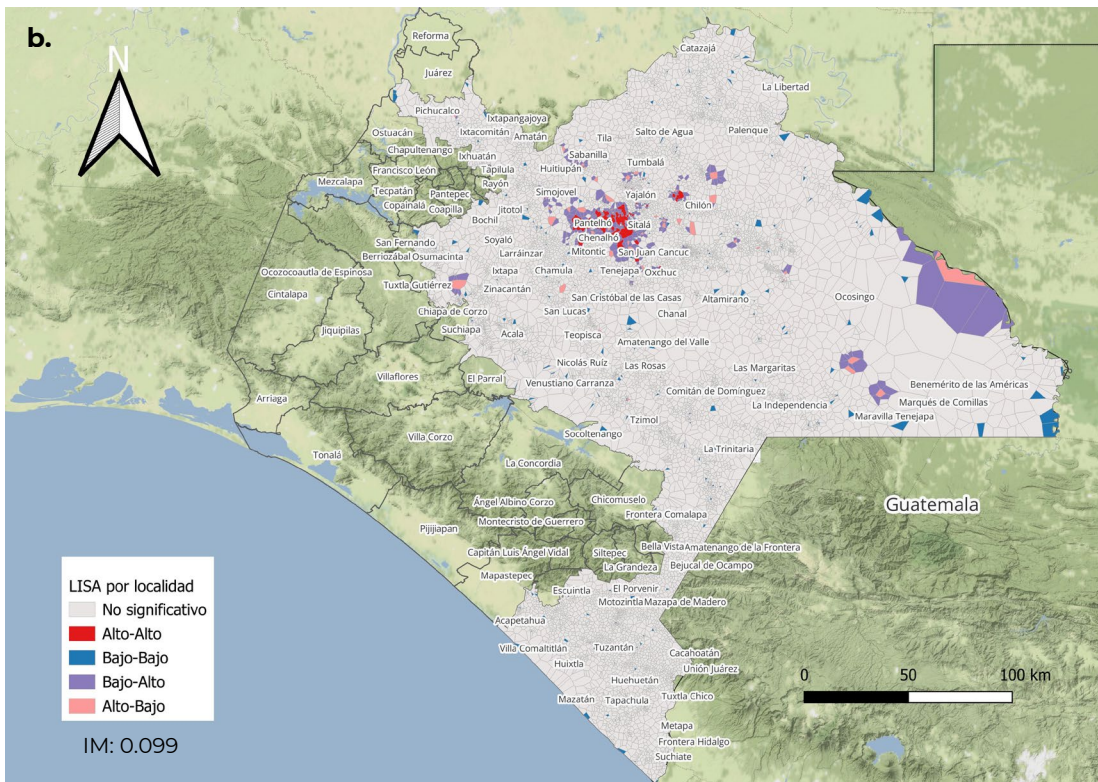 b.
N
Reforma
Juárez
Catazajá
La Libertad
Pichucalco
Ixtapangajoya
Ostuacán
Ixtacomitán
Amatán
Palenque
Salto de Agua
Tila
Chapultenango
Ixhuatán
Sabanilla
Francisco León
Tapilula
Huitiupán
Tumbalá
Mezcalapa
Rayón
Tecpatán
Pantepec
Simojovel
Yajalón
Copainalá
Coapilla
Jitotol
Chilón
Bochil
Pantelhó
Sitalá
San Fernando
Soyaló
Chenalhó
Berriozábal
Osumacinta
Larráinzar
Mitontic
San Juan Cancuc
Ocozocoautla de Espinosa
Ixtapa
Chamula
Tenejapa
Oxchuc
Tuxtla Gutiérrez
Zinacantán
Cintalapa
San Cristóbal de las Casas
Altamirano
Ocosingo
Chiapa de Corzo
San Lucas
Chanal
Suchiapa
Jiquipilas
Acala
Teopisca
Amatenango del Valle
Nicolás Ruíz
Las Rosas
Las Margaritas
Villaflores
El Parral
Venustiano Carranza
Comitán de Domínguez
Benemérito de las Américas
Arriaga
La Independencia
Marqués de Comillas
Maravilla Tenejapa
Tzimol
Villa Corzo
Socoltenango
Tonalá
La Trinitaria
La Concordia
Ángel Albino Corzo
Chicomuselo
Guatemala
Frontera Comalapa
Montecristo de Guerrero
Pijijiapan
Bella Vista
Amatenango de la Frontera
Capitán Luis Ángel Vidal
Siltepec
La Grandeza
Bejucal de Ocampo
Mapastepec
El Porvenir
Escuintla
Motozintla
Mazapa de Madero
Acapetahua
Villa Comaltitlán
Tuzantán
Cacahoatán
Huixtla
Unión Juárez
Huehuetán
Mazatán
Tapachula
Tuxtla Chico
Metapa
Frontera Hidalgo
Suchiate
LISA por localidad
No significativo
Alto-Alto
Bajo-Bajo
Bajo-Alto
Alto-Bajo
IM: 0.099
0 50 100 km